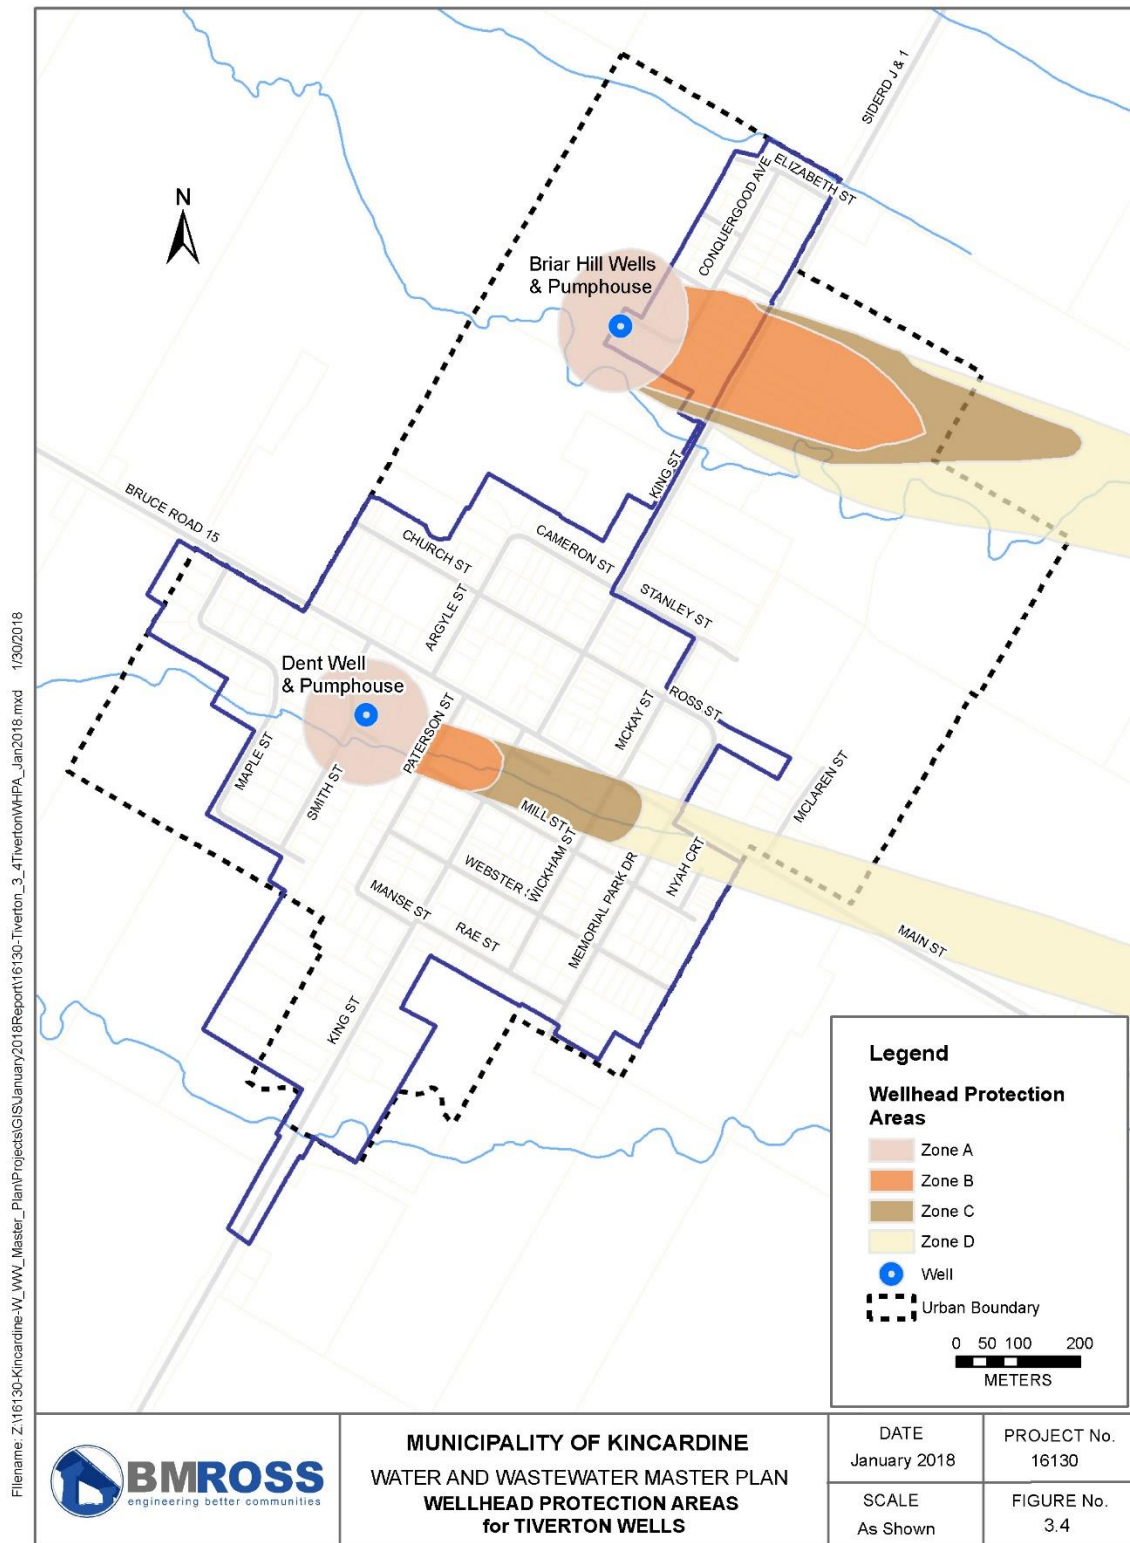 SIDERD J & 1
ELIZABETH ST
CONQUERGOOD AVE
N
Briar Hill Wells
& Pumphouse
KING ST
BRUCE ROAD 15
CHURCH ST
CAMERON ST
ARGYLE ST
STANLEY ST
Dent Well
& Pumphouse
ROSS ST
MCKAY ST
PATERSON ST
MAPLE ST
SMITH ST
MCLAREN ST
MILL ST
WICKHAM ST
WEBSTER S
NYAH CRT
MEMORIAL PARK DR
MANSE ST
RAE ST
MAIN ST
KING ST
Legend
Wellhead Protection
Areas
Zone A
Zone B
Zone C
Zone D
Well
Urban Boundary
0 50 100 200
METERS
Filename: Z:\16130-Kincardine-W_WW_Master_Plan\Projects\GIS\January2018Report\16130-Tiverton_3_4TivertonWHPA_Jan2018.mxd 1/30/2018
BMROSS
engineering better communities
MUNICIPALITY OF KINCARDINE
WATER AND WASTEWATER MASTER PLAN
WELLHEAD PROTECTION AREAS
for TIVERTON WELLS
DATE
January 2018
PROJECT No.
16130
SCALE
As Shown
FIGURE No.
3.4